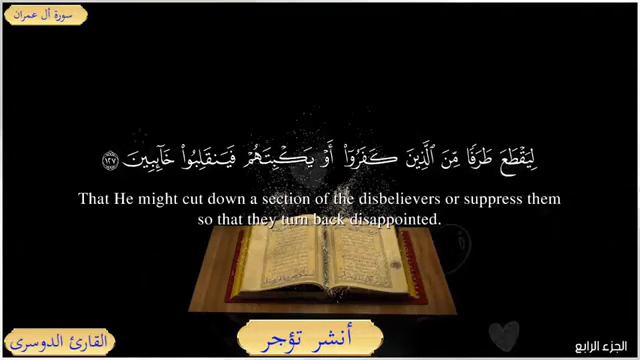 سورة آل عمران
لِيَقْطَعَ طَرَفًا مِّنَ ٱلَّذِينَ كَفَرُوٓا۟ أَوْ يَكْبِتَهُمْ فَيَنقَلِبُوا۟ خَآئِبِينَ ١٢٧
That He might cut down a section of the disbelievers or suppress them
so that they turn back disappointed.
القارئ الدوسرى
أنشر تؤجر
الجزء الرابع